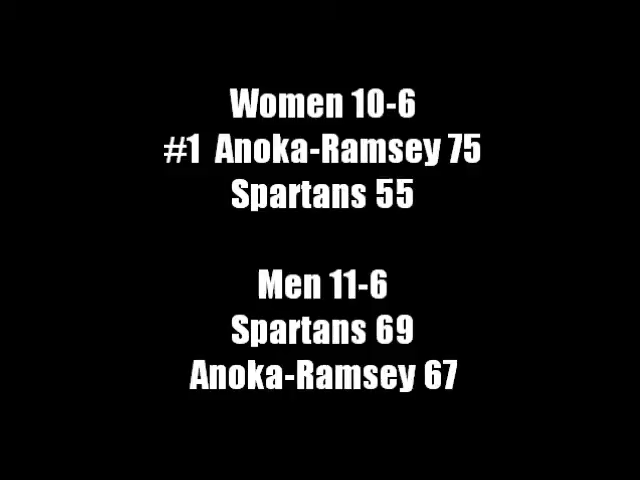 Women 10-6
#1 Anoka-Ramsey 75
Spartans 55
Men 11-6
Spartans 69
Anoka-Ramsey 67